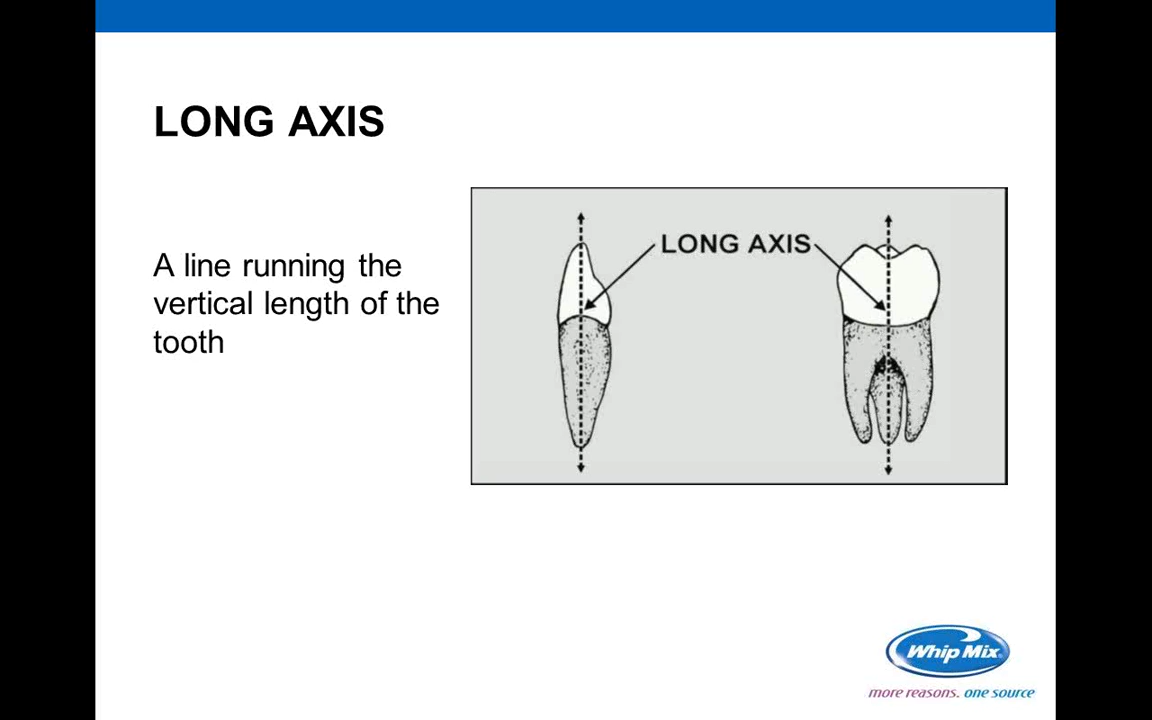 LONG AXIS
A line running the
vertical length of the
tooth
LONG AXIS
Whip Mix
more reasons. one source